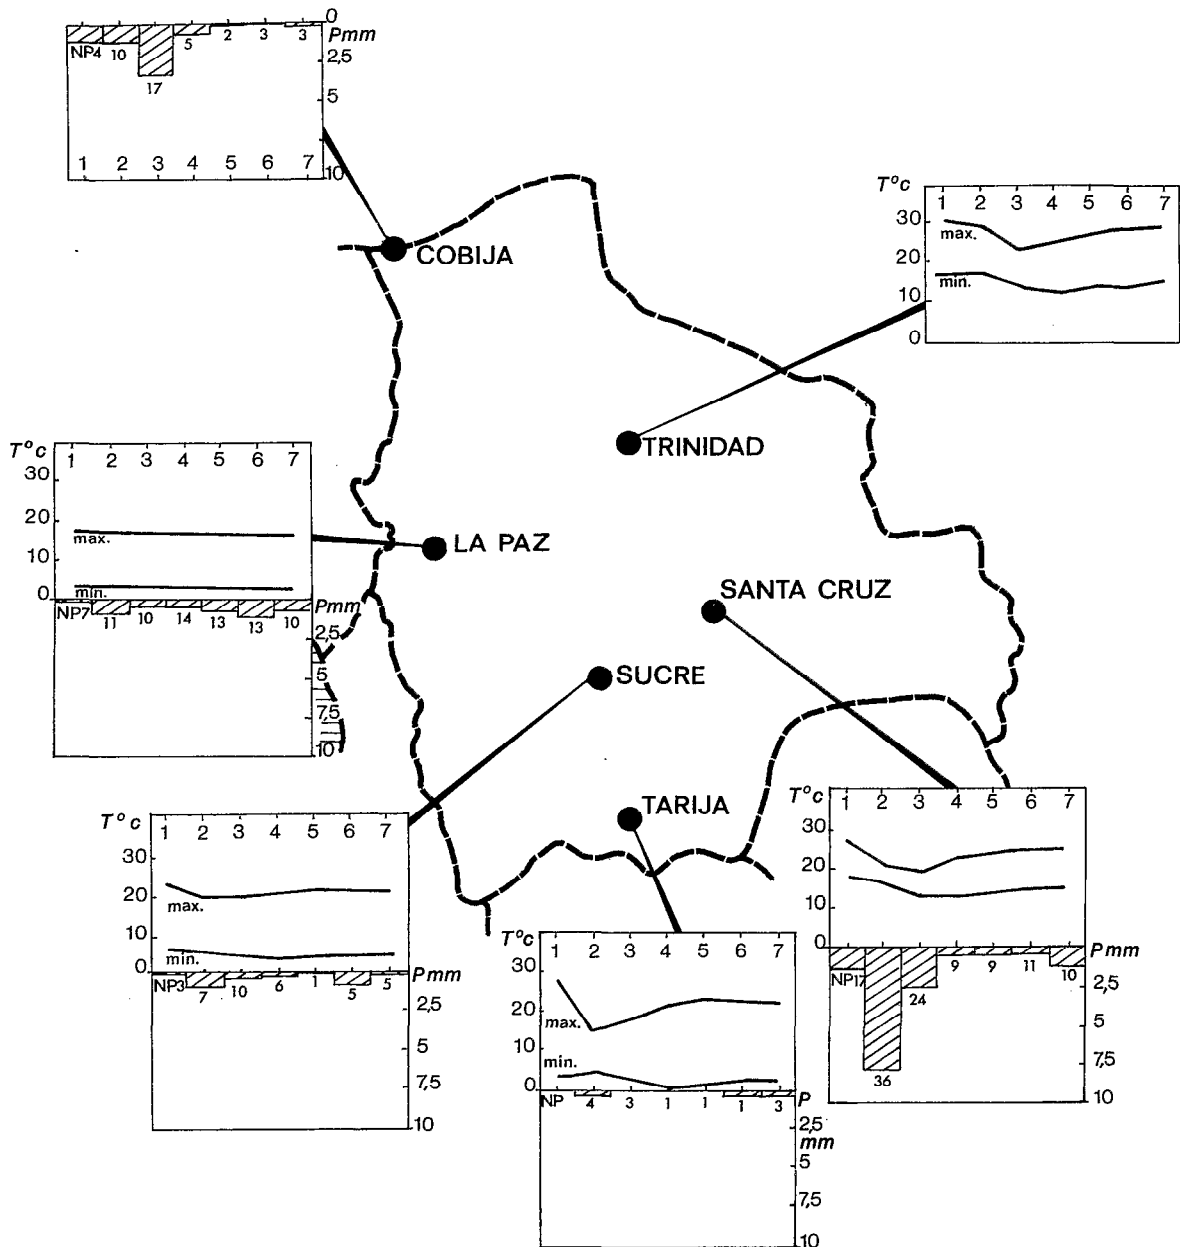 0
Pmm
NP4 10 17 5 2 3 3
2,5
5
10
1 2 3 4 5 6 7
COBIJA
T°c
1 2 3 4 5 6 7
30
max.
20
min.
10
0
TRINIDAD
T°c
1 2 3 4 5 6 7
30
20
max.
10
min.
0
NP7 11 10 14 13 13 10
Pmm
2,5
5
7,5
10
LA PAZ
SANTA CRUZ
SUCRE
TARIJA
T°c
1 2 3 4 5 6 7
30
20
10
0
NP17 36 24 9 9 11 10
Pmm
2,5
5
7,5
10
T°c
1 2 3 4 5 6 7
30
20
max.
10
min.
0
NP3 7 10 6 1 5 5
Pmm
2,5
5
7,5
10
T°c
1 2 3 4 5 6 7
30
20
max.
10
min.
0
NP 4 3 1 1 1 3
P
2,5
mm
5
7,5
10